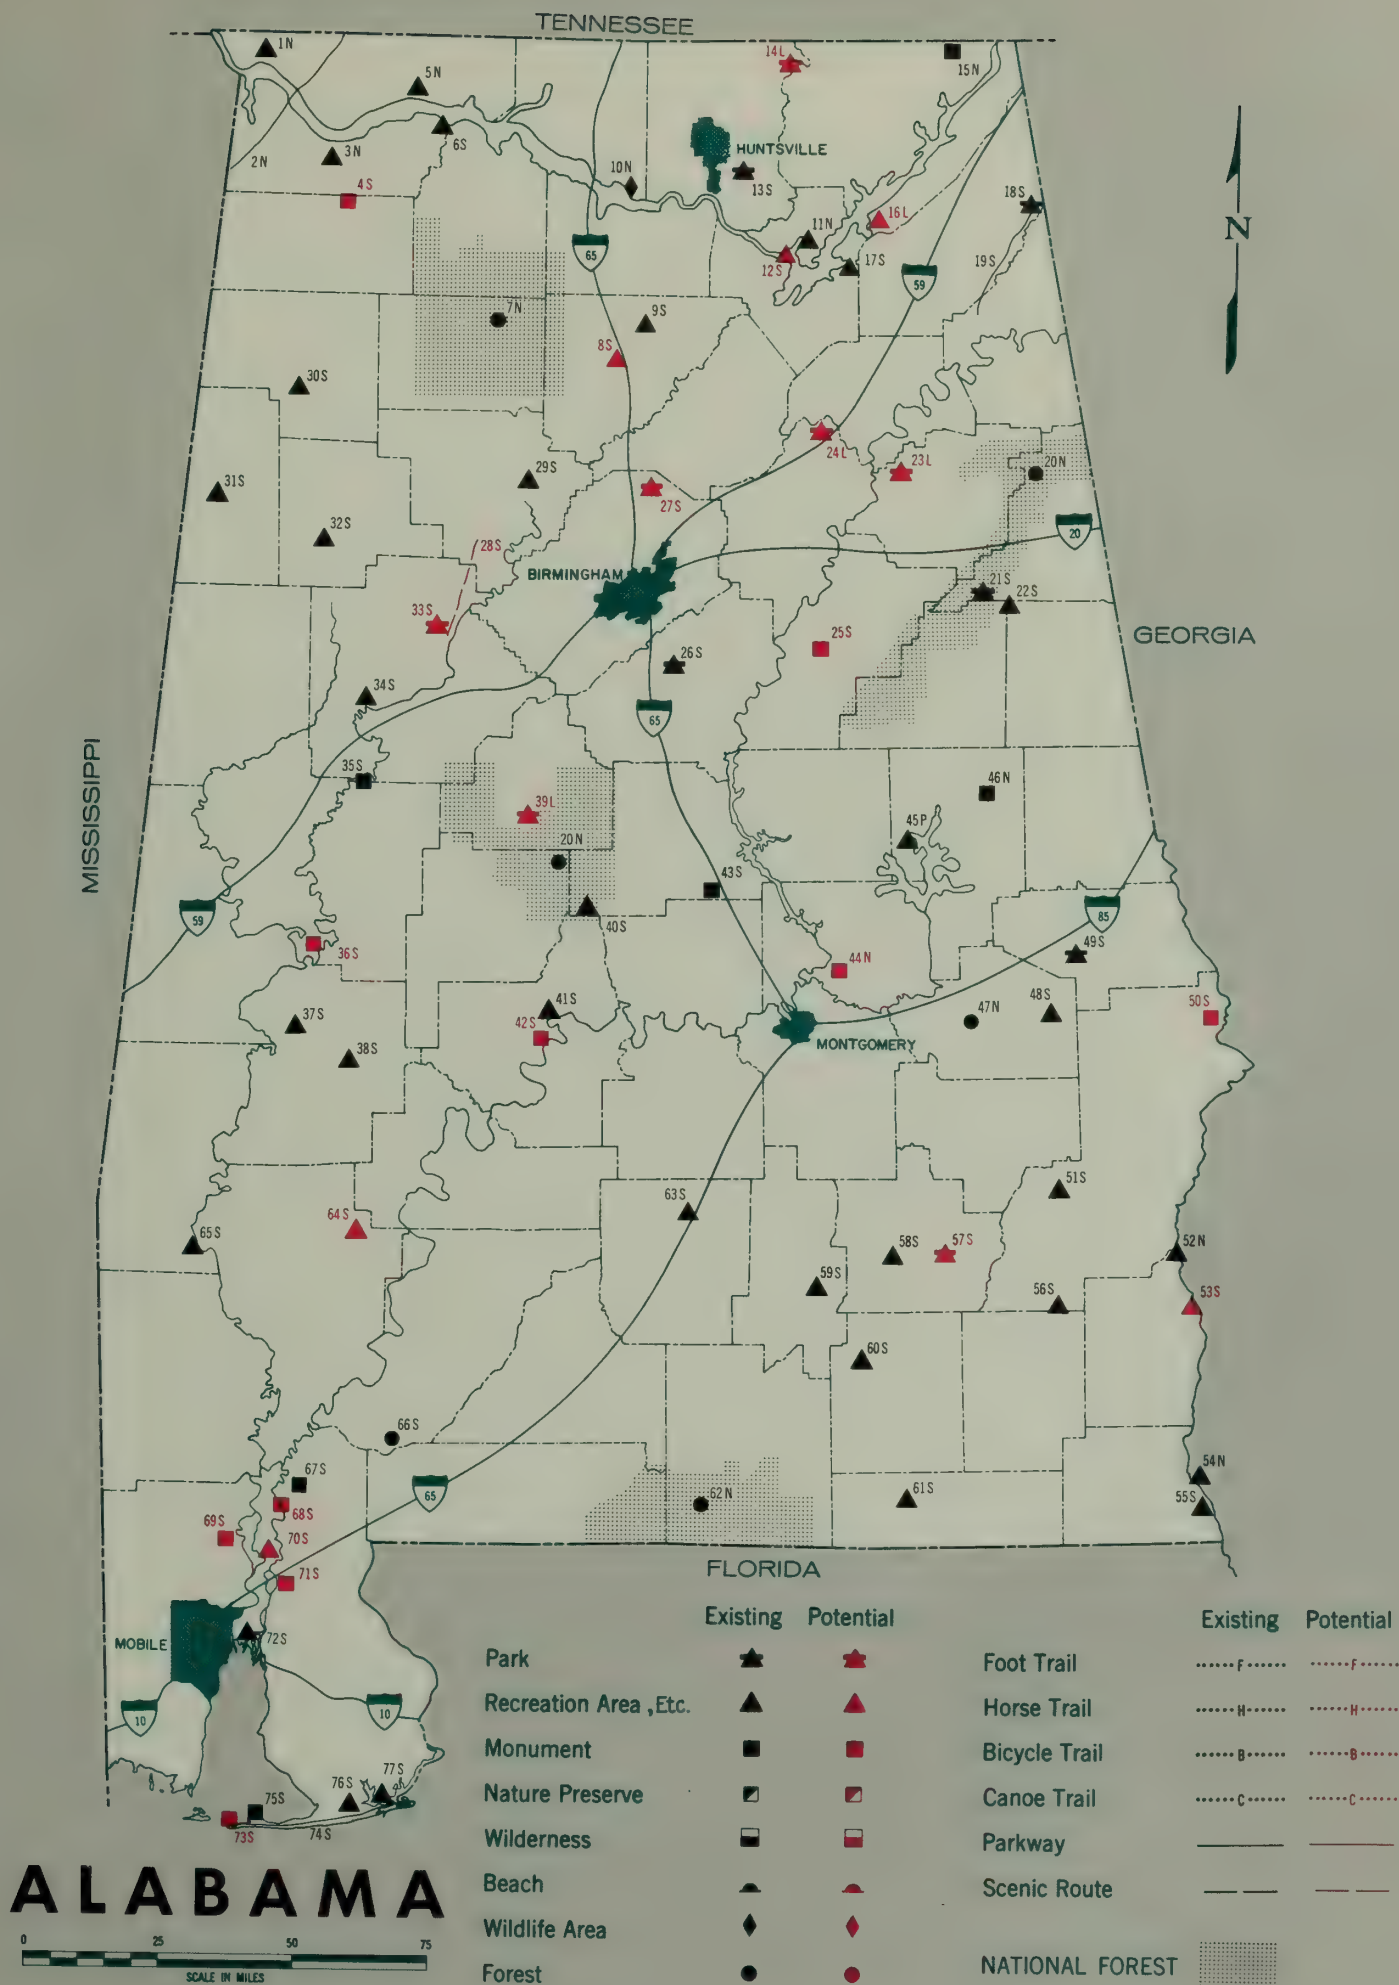 TENNESSEE
1N
14L
15N
5N
6S
HUNTSVILLE
3N
2N
10N
13S
4S
18S
16L
11N
65
12S
17S
19S
59
N
7N
9S
8S
30S
24L
23L
20N
29S
31S
27S
32S
20
28S
BIRMINGHAM
21S
22S
33S
25S
GEORGIA
26S
34S
65
MISSISSIPPI
35S
46N
39L
45P
20N
43S
59
40S
85
36S
49S
44N
41S
37S
42S
47N
48S
50S
MONTGOMERY
38S
51S
63S
64S
65S
58S
57S
52N
59S
56S
53S
60S
66S
67S
65
62N
61S
54N
55S
68S
69S
70S
71S
FLORIDA
MOBILE
72S
10
10
76S
77S
75S
73S
74S
ALABAMA
0 25 50 75
SCALE IN MILES
Existing Potential
Park
Recreation Area, Etc.
Monument
Nature Preserve
Wilderness
Beach
Wildlife Area
Forest
Existing Potential
Foot Trail F F
Horse Trail H H
Bicycle Trail B B
Canoe Trail C C
Parkway
Scenic Route
NATIONAL FOREST